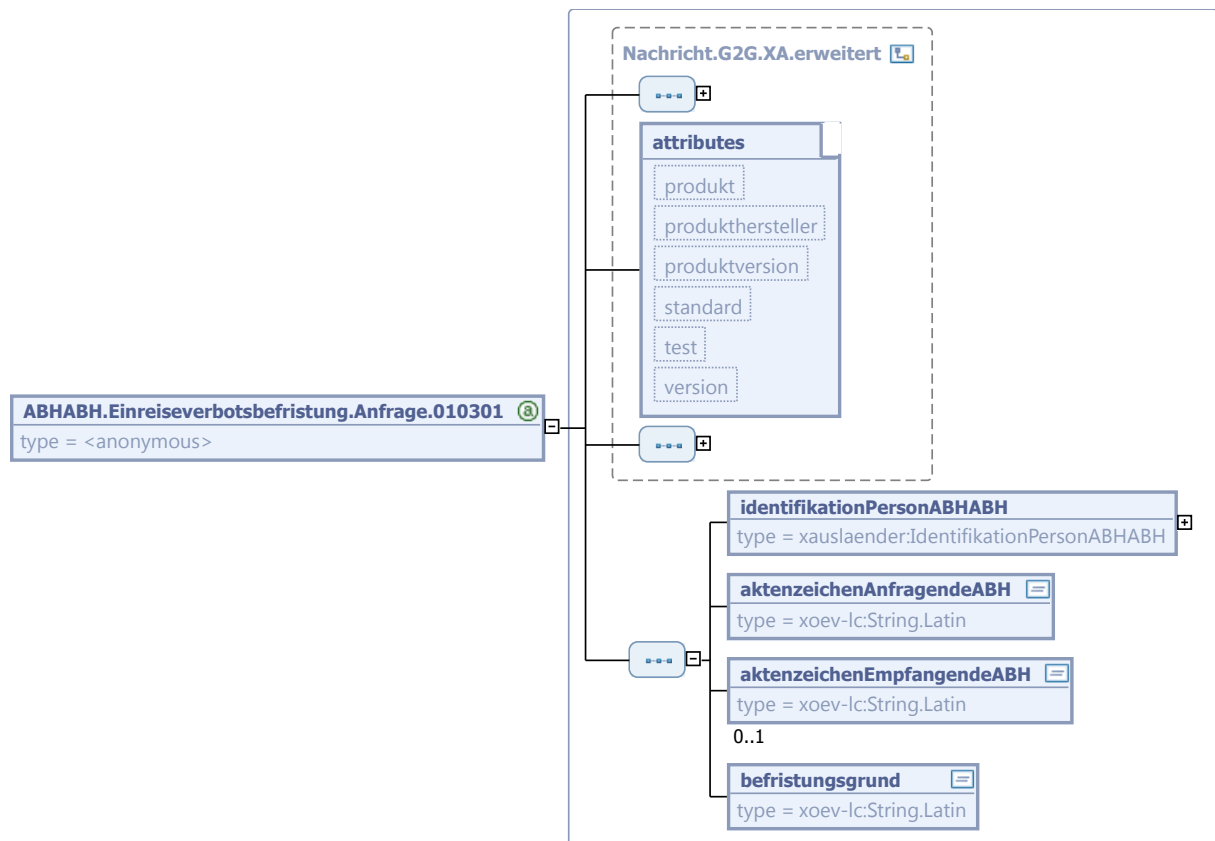 Nachricht.G2G.XA.erweitert
attributes
produkt
produkthersteller
produktversion
standard
test
version
ABHABH.Einreiseverbotsbefristung.Anfrage.010301
type = <anonymous>
identifikationPersonABHABH
type = xauslaender:IdentifikationPersonABHABH
aktenzeichenAnfragendeABH
type = xoev-lc:String.Latin
aktenzeichenEmpfangendeABH
type = xoev-lc:String.Latin
0..1
befristungsgrund
type = xoev-lc:String.Latin